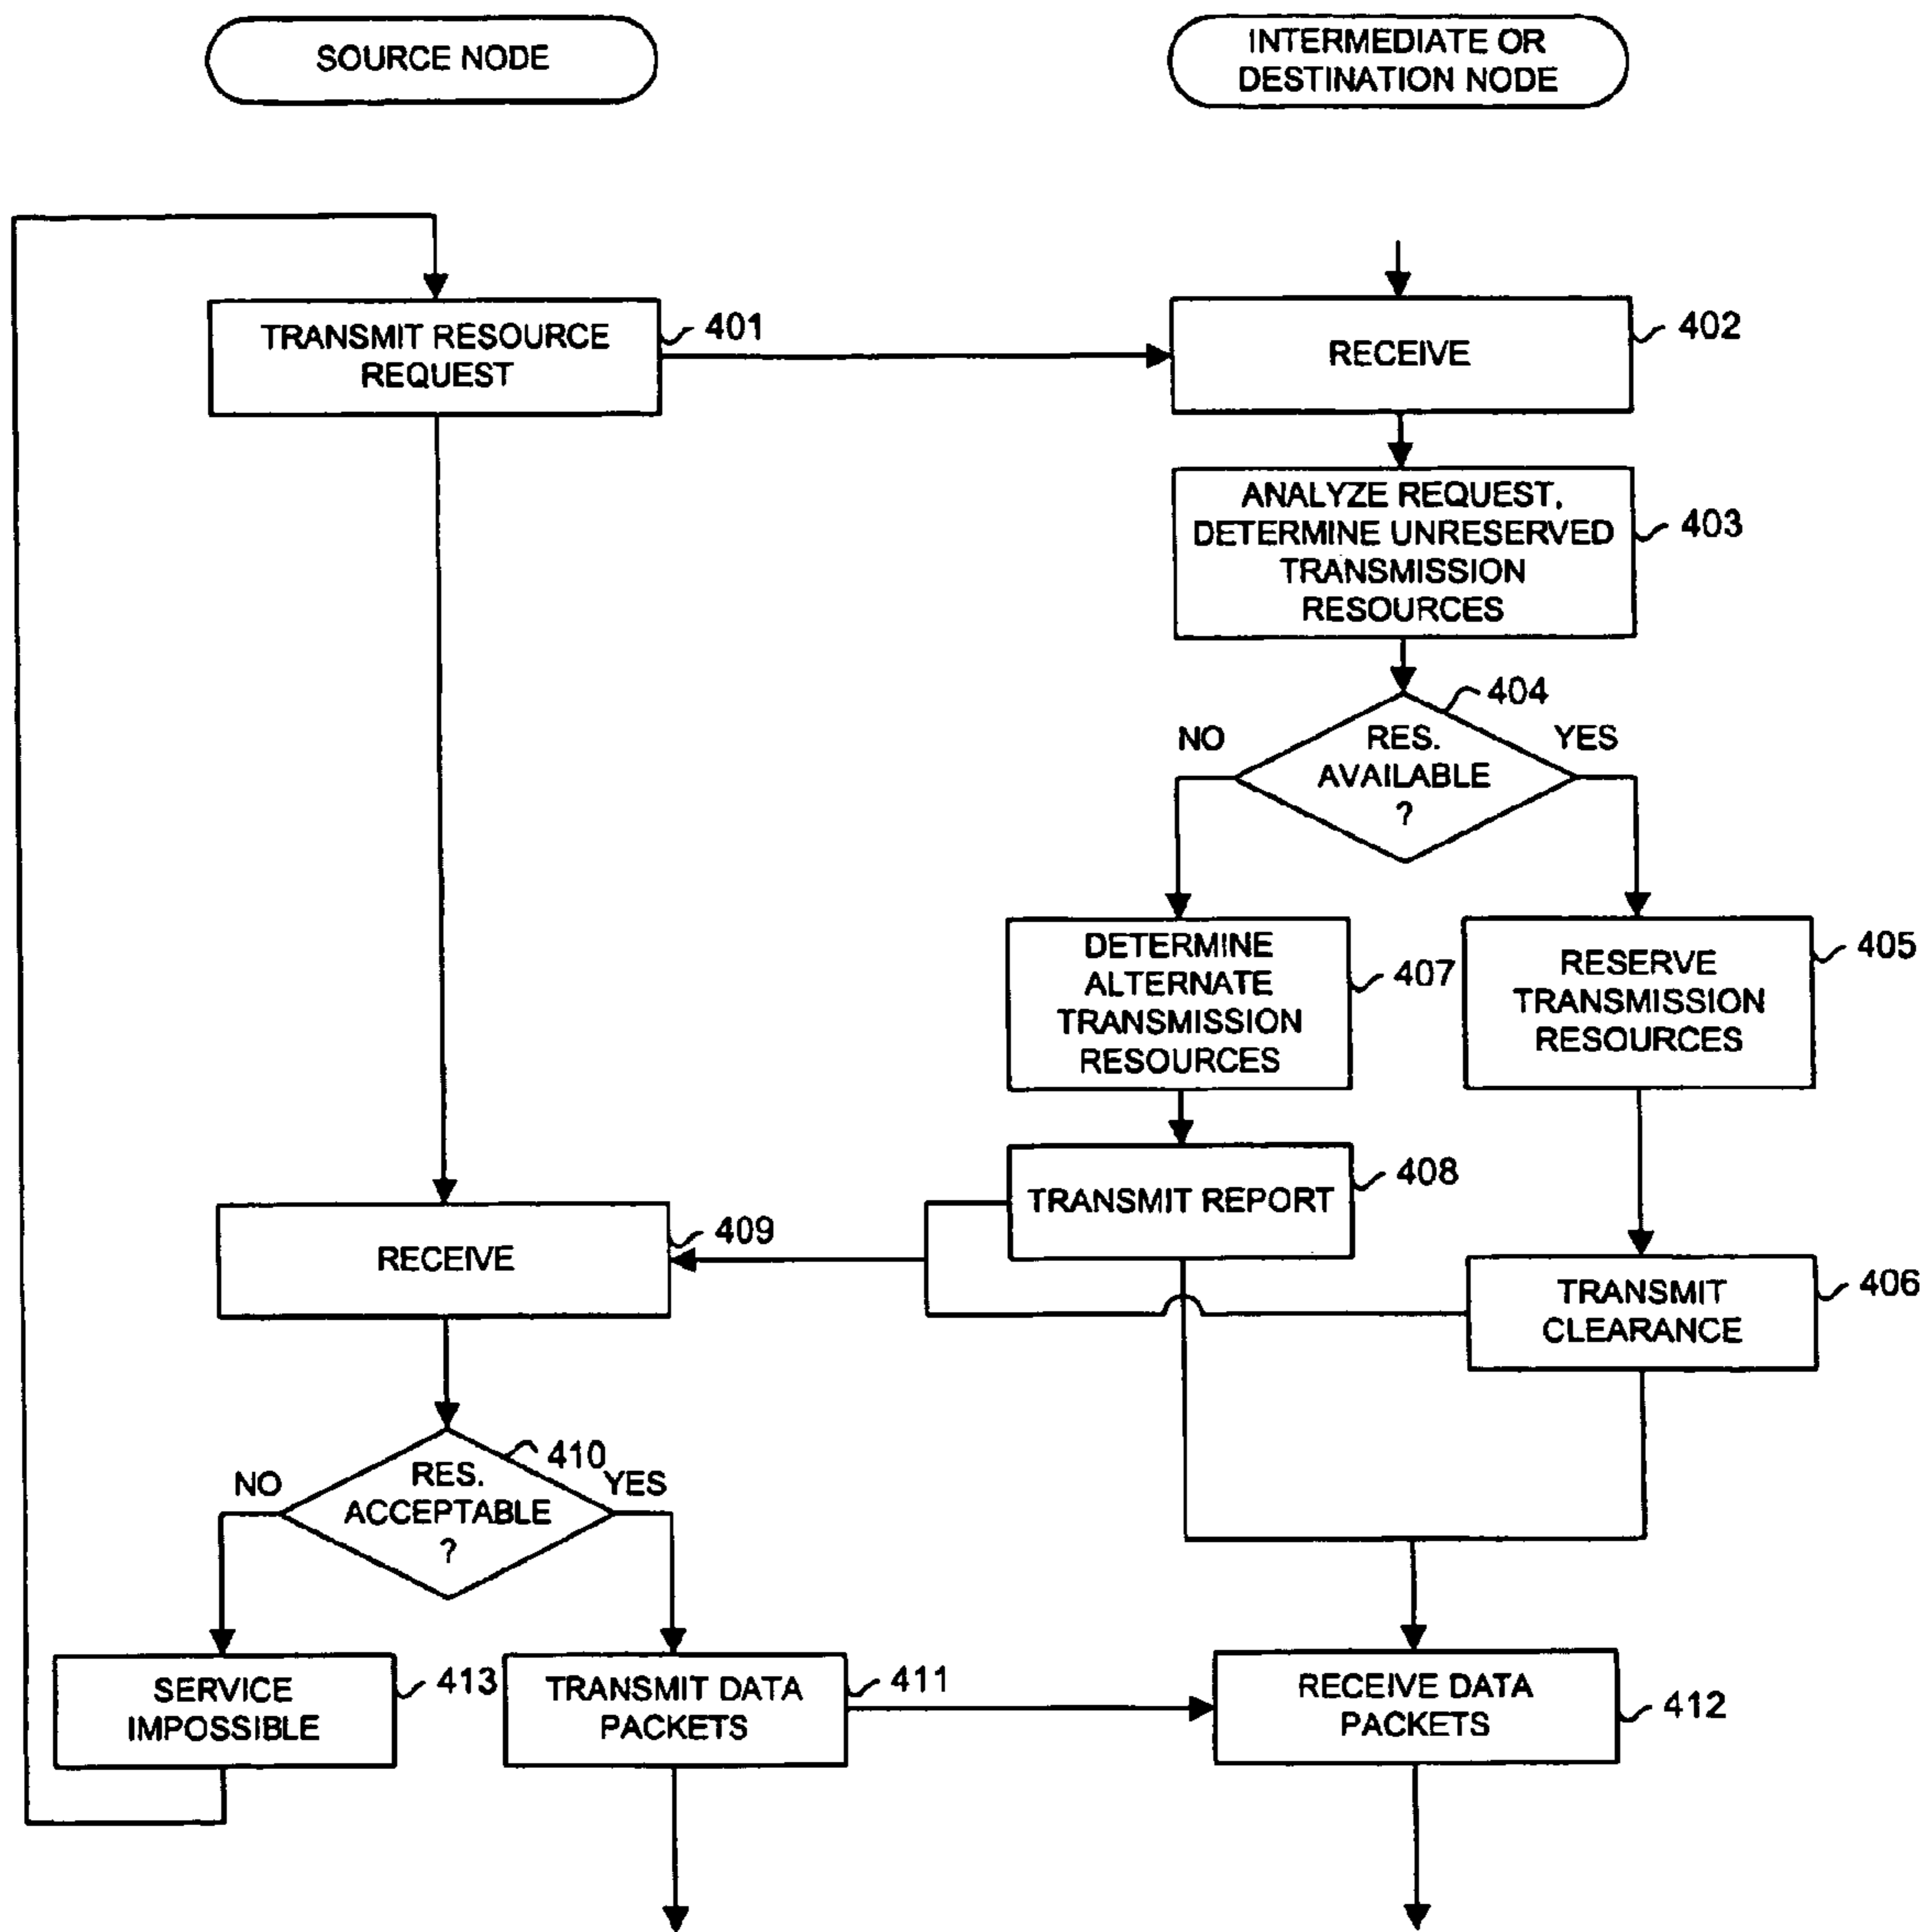 SOURCE NODE
INTERMEDIATE OR
DESTINATION NODE
TRANSMIT RESOURCE
REQUEST
401
RECEIVE
402
ANALYZE REQUEST,
DETERMINE UNRESERVED
TRANSMISSION
RESOURCES
403
404
NO
RES.
AVAILABLE
?
YES
DETERMINE
ALTERNATE
TRANSMISSION
RESOURCES
407
RESERVE
TRANSMISSION
RESOURCES
405
TRANSMIT REPORT
408
RECEIVE
409
TRANSMIT
CLEARANCE
406
410
NO
RES.
ACCEPTABLE
?
YES
SERVICE
IMPOSSIBLE
413
TRANSMIT DATA
PACKETS
411
RECEIVE DATA
PACKETS
412